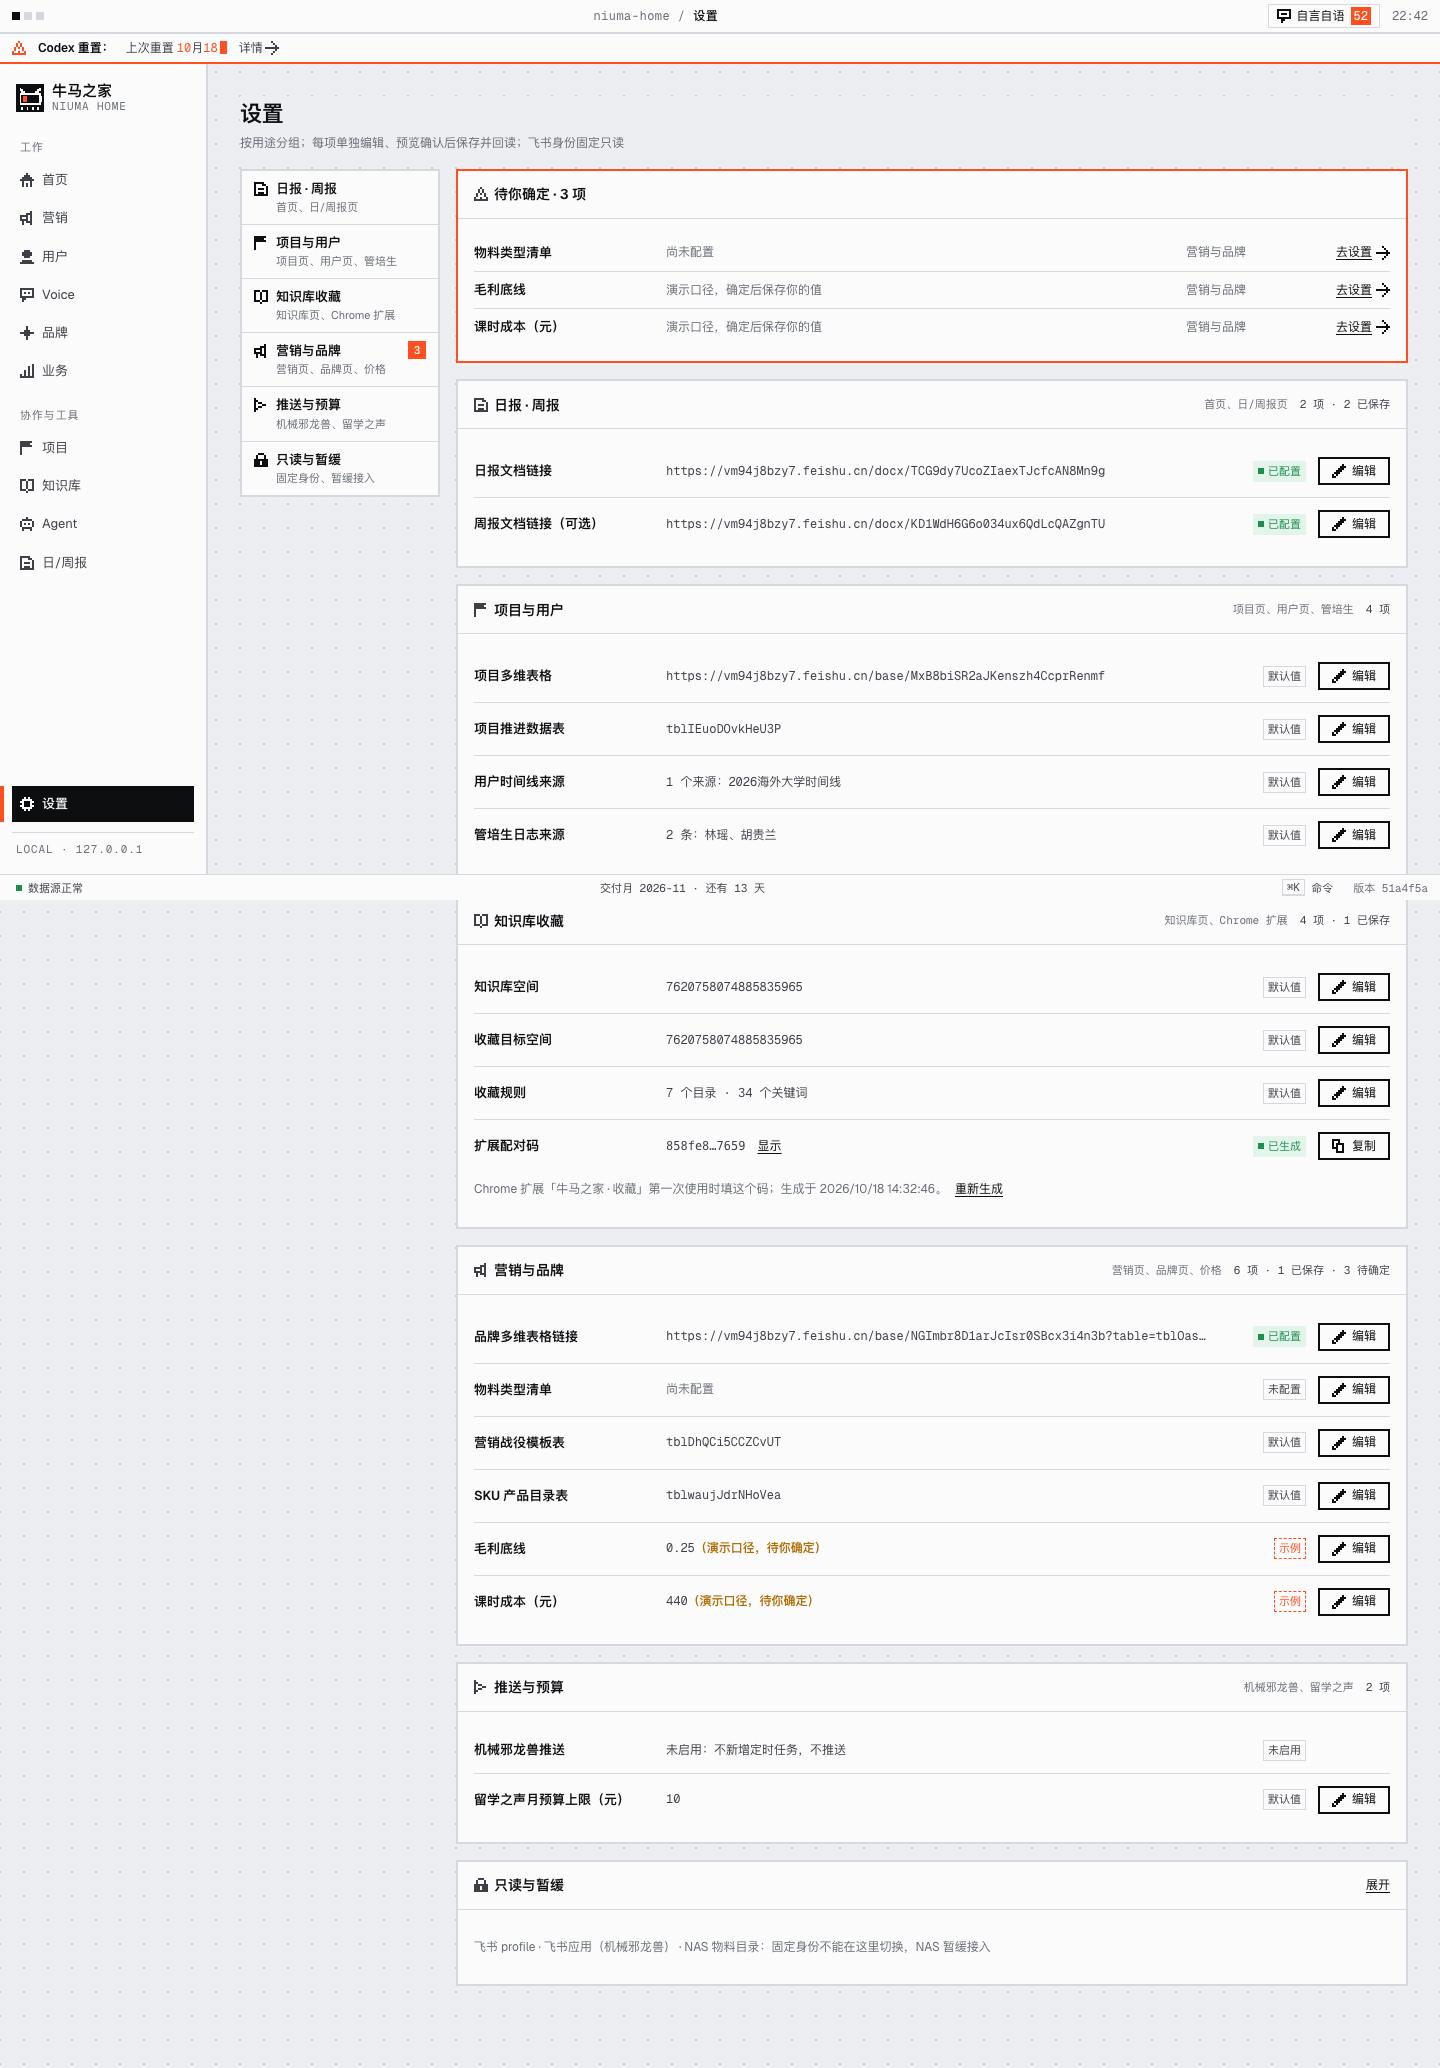 niuma-home / 设置
自言自语 52
22:42
Codex 重置： 上次重置 10月18 详情
牛马之家
NIUMA HOME
工作
首页
营销
用户
Voice
品牌
业务
协作与工具
项目
知识库
Agent
日/周报
设置
LOCAL · 127.0.0.1
设置
按用途分组；每项单独编辑、预览确认后保存并回读；飞书身份固定只读
日报 · 周报
首页、日/周报页
项目与用户
项目页、用户页、管培生
知识库收藏
知识库页、Chrome 扩展
营销与品牌 3
营销页、品牌页、价格
推送与预算
机械邪龙兽、留学之声
只读与暂缓
固定身份、暂缓接入
待你确定 · 3 项
物料类型清单 尚未配置 营销与品牌 去设置
毛利底线 演示口径，确定后保存你的值 营销与品牌 去设置
课时成本（元） 演示口径，确定后保存你的值 营销与品牌 去设置
日报 · 周报 首页、日/周报页 2 项 · 2 已保存
日报文档链接 https://vm94j8bzy7.feishu.cn/docx/TCG9dy7UcoZIaexTJcfcAN8Mn9g 已配置 编辑
周报文档链接（可选） https://vm94j8bzy7.feishu.cn/docx/KD1WdH6G6o034ux6QdLcQAZgnTU 已配置 编辑
项目与用户 项目页、用户页、管培生 4 项
项目多维表格 https://vm94j8bzy7.feishu.cn/base/MxB8biSR2aJKenszh4CcprRenmf 默认值 编辑
项目推进数据表 tblIEuoDOvkHeU3P 默认值 编辑
用户时间线来源 1 个来源：2026海外大学时间线 默认值 编辑
管培生日志来源 2 条：林瑶、胡贵兰 默认值 编辑
数据源正常 交付月 2026-11 · 还有 13 天 ⌘K 命令 版本 51a4f5a
知识库收藏 知识库页、Chrome 扩展 4 项 · 1 已保存
知识库空间 7620758074885835965 默认值 编辑
收藏目标空间 7620758074885835965 默认值 编辑
收藏规则 7 个目录 · 34 个关键词 默认值 编辑
扩展配对码 858fe8…7659 显示 已生成 复制
Chrome 扩展「牛马之家 · 收藏」第一次使用时填这个码；生成于 2026/10/18 14:32:46。 重新生成
营销与品牌 营销页、品牌页、价格 6 项 · 1 已保存 · 3 待确定
品牌多维表格链接 https://vm94j8bzy7.feishu.cn/base/NGImbr8D1arJcIsr0SBcx3i4n3b?table=tblOas… 已配置 编辑
物料类型清单 尚未配置 未配置 编辑
营销战役模板表 tblDhQCi5CCZCvUT 默认值 编辑
SKU 产品目录表 tblwaujJdrNHoVea 默认值 编辑
毛利底线 0.25（演示口径，待你确定） 示例 编辑
课时成本（元） 440（演示口径，待你确定） 示例 编辑
推送与预算 机械邪龙兽、留学之声 2 项
机械邪龙兽推送 未启用：不新增定时任务，不推送 未启用
留学之声月预算上限（元） 10 默认值 编辑
只读与暂缓 展开
飞书 profile · 飞书应用（机械邪龙兽） · NAS 物料目录：固定身份不能在这里切换，NAS 暂缓接入